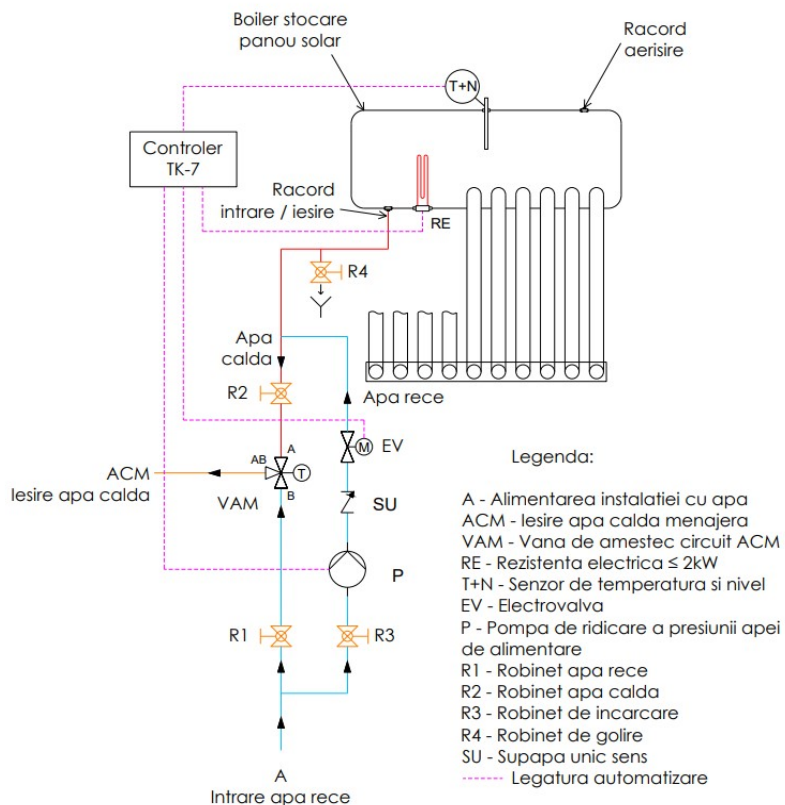 Boiler stocare
panou solar
Racord
aerisire
T+N
Controler
TK-7
Racord
intrare / iesire
RE
R4
Apa
calda
R2
Apa rece
A
AB
T
B
M
EV
ACM
Iesire apa calda
VAM
SU
P
R1
R3
A
Intrare apa rece
Legenda:
A - Alimentarea instalatiei cu apa
ACM - Iesire apa calda menajera
VAM - Vana de amestec circuit ACM
RE - Rezistenta electrica ≤ 2kW
T+N - Senzor de temperatura si nivel
EV - Electrovalva
P - Pompa de ridicare a presiunii apei
de alimentare
R1 - Robinet apa rece
R2 - Robinet apa calda
R3 - Robinet de incarcare
R4 - Robinet de golire
SU - Supapa unic sens
Legatura automatizare